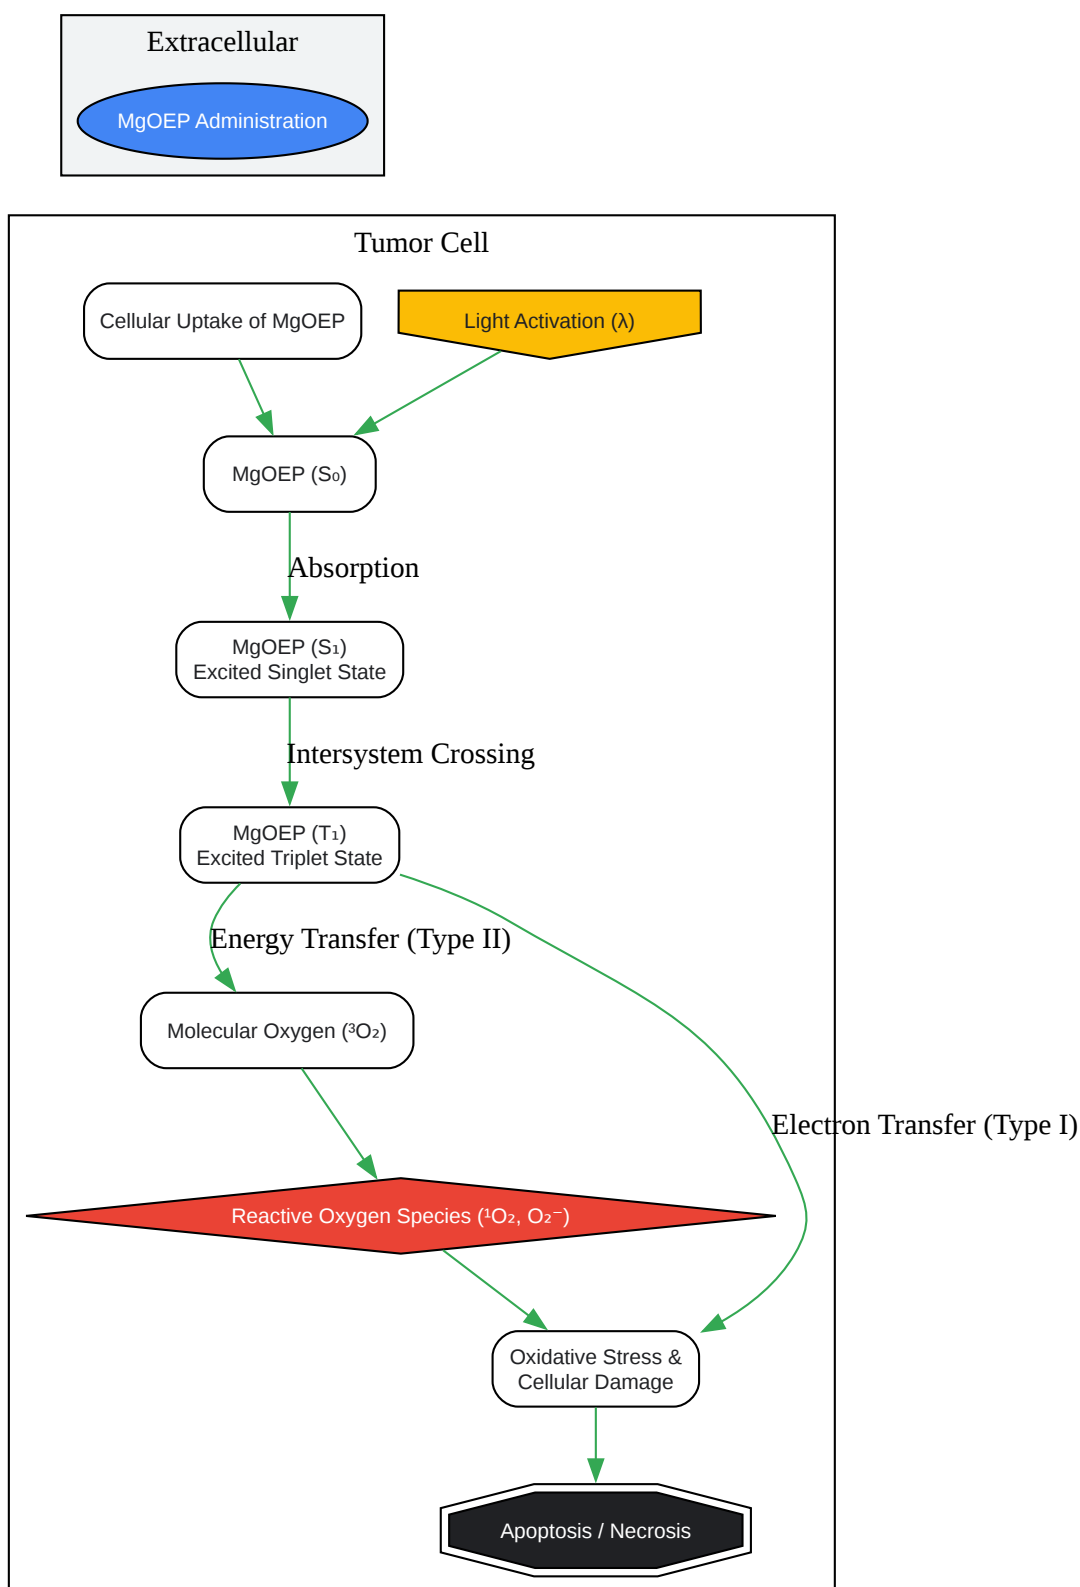 Extracellular
MgOEP Administration
Tumor Cell
Cellular Uptake of MgOEP
Light Activation (λ)
MgOEP (S₀)
Absorption
MgOEP (S₁)
Excited Singlet State
Intersystem Crossing
MgOEP (T₁)
Excited Triplet State
Energy Transfer (Type II)
Molecular Oxygen (³O₂)
Electron Transfer (Type I)
Reactive Oxygen Species (¹O₂, O₂⁻)
Oxidative Stress &
Cellular Damage
Apoptosis / Necrosis